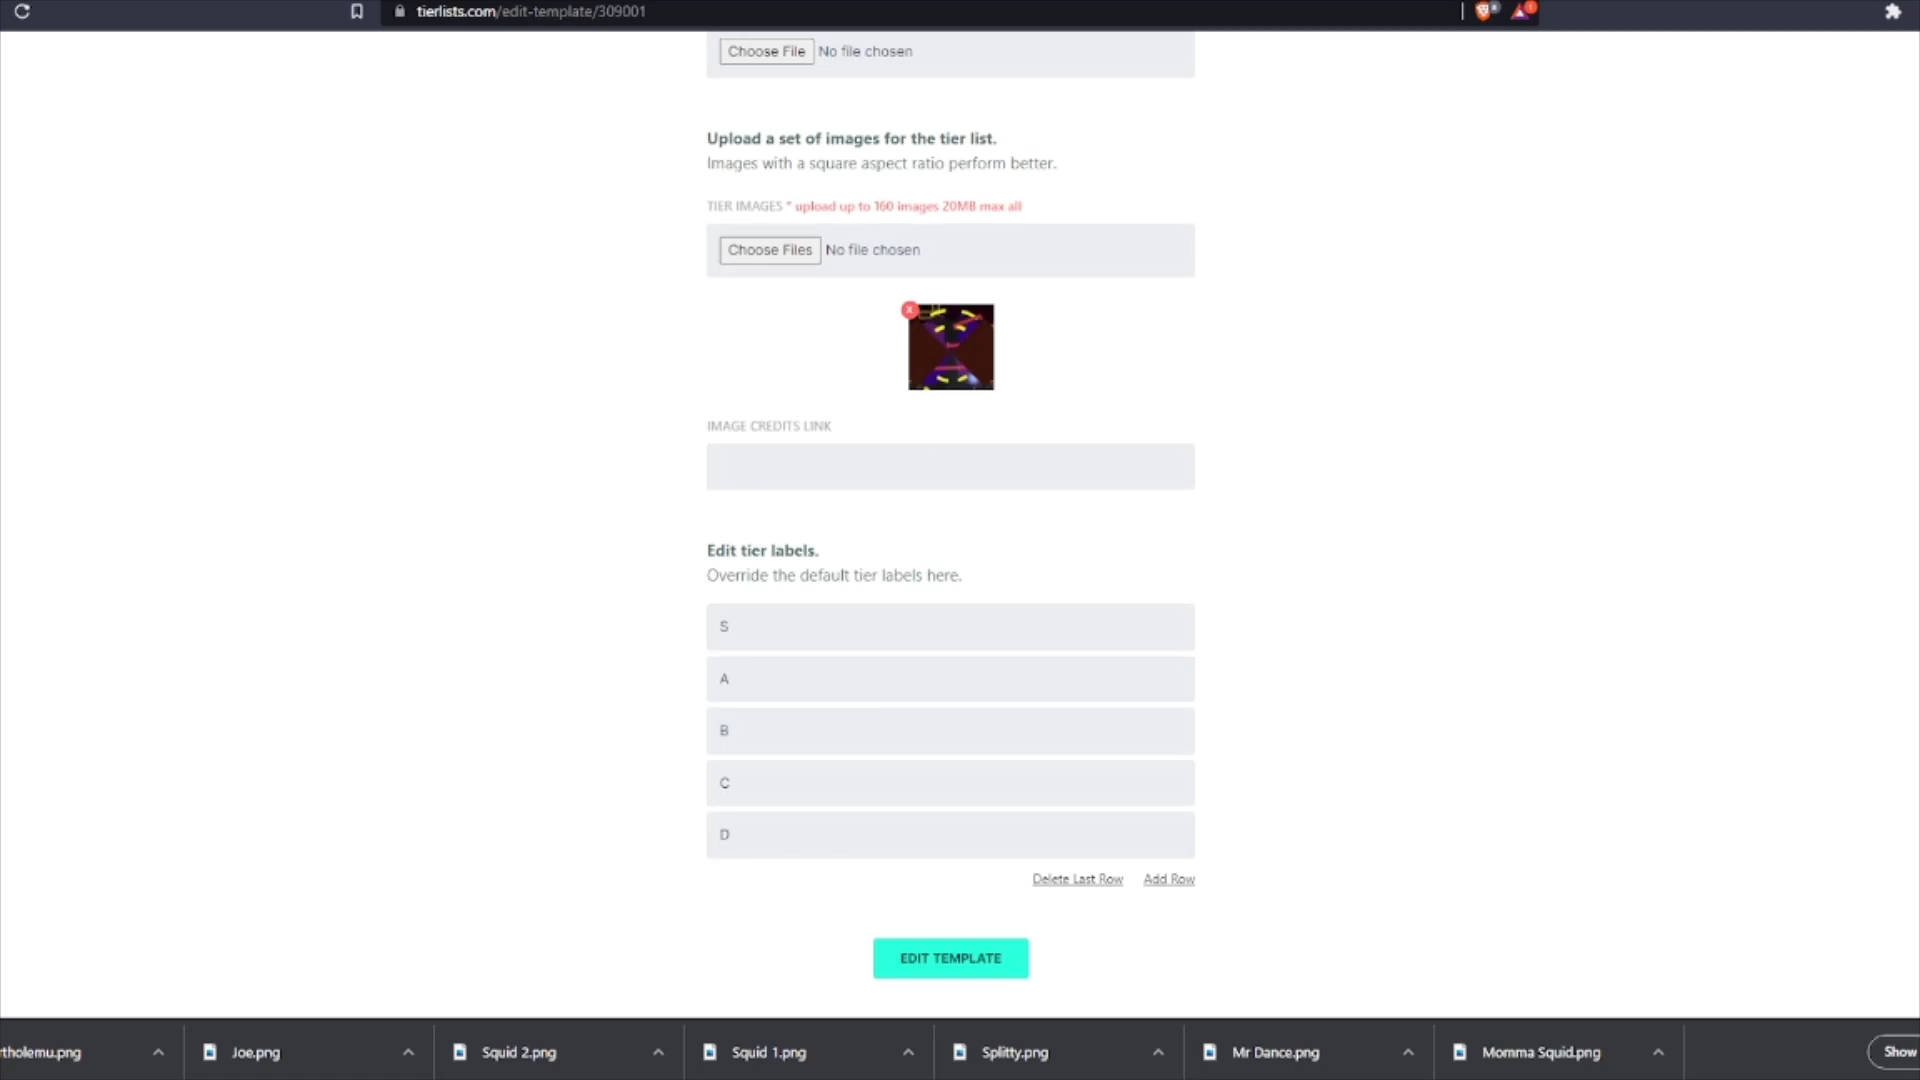 tierlists.com/edit-template/309001
Choose File No file chosen
Upload a set of images for the tier list.
Images with a square aspect ratio perform better.
TIER IMAGES * upload up to 160 images 20MB max all
Choose Files No file chosen
x
IMAGE CREDITS LINK
Edit tier labels.
Override the default tier labels here.
S
A
B
C
D
Delete Last Row Add Row
EDIT TEMPLATE
rtholemu.png Joe.png Squid 2.png Squid 1.png Splitty.png Mr Dance.png Momma Squid.png Show